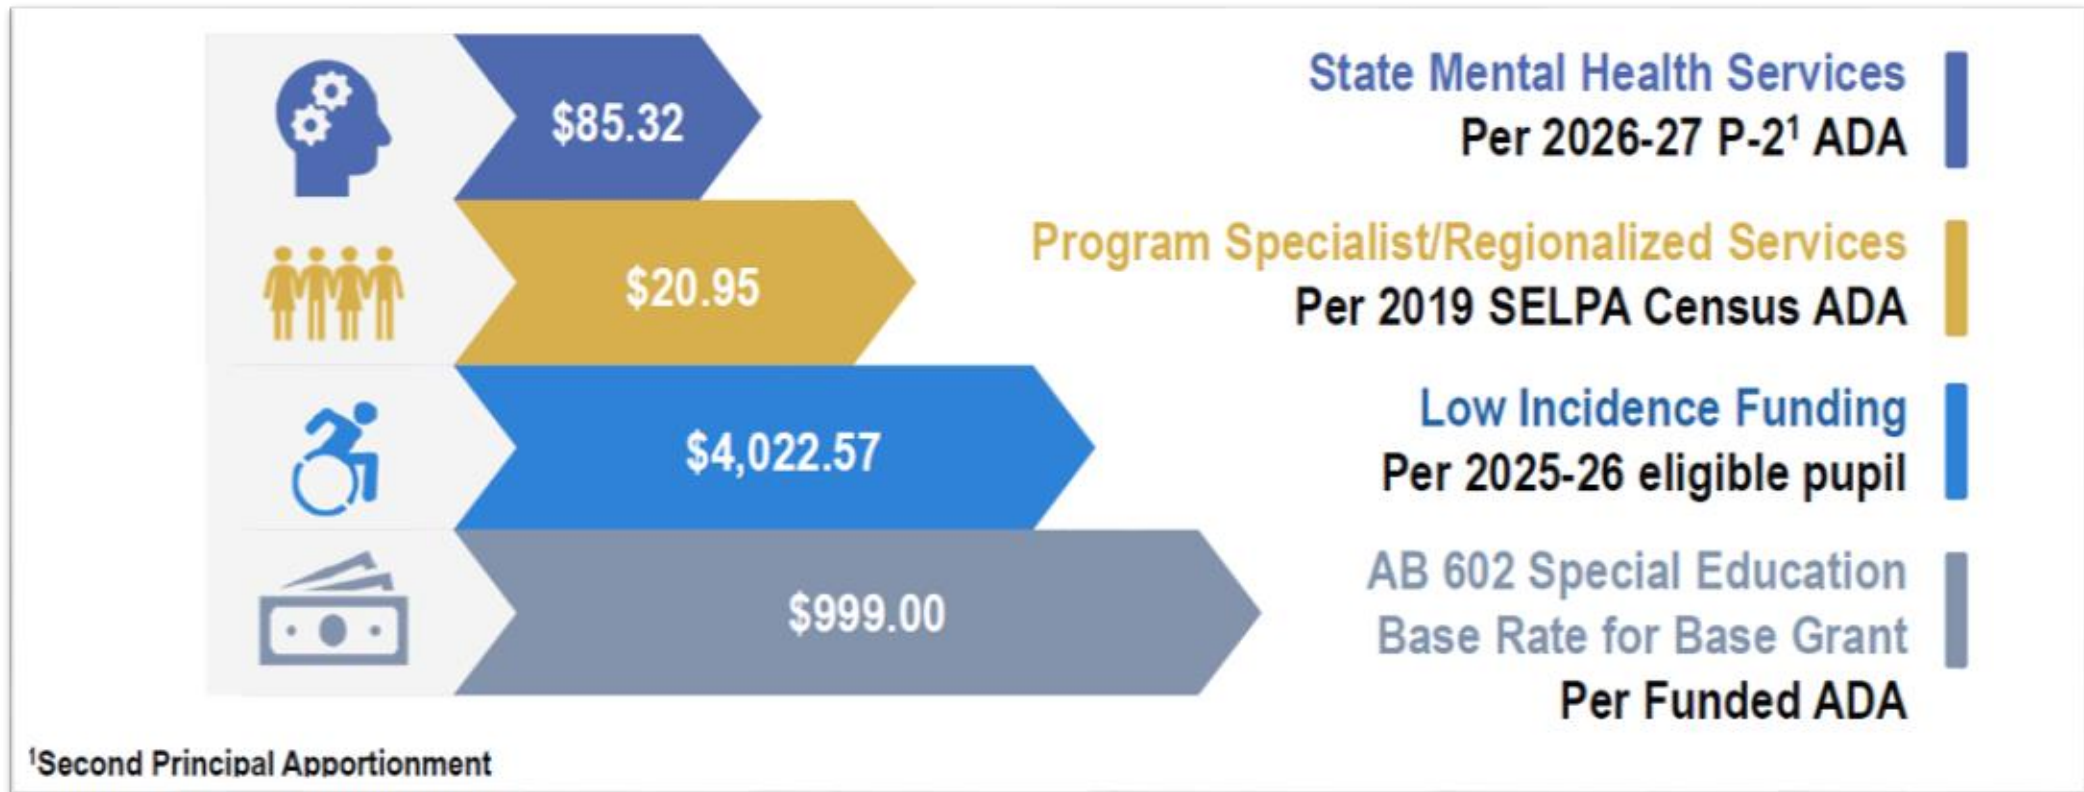 $85.32
State Mental Health Services
Per 2026-27 P-2¹ ADA
$20.95
Program Specialist/Regionalized Services
Per 2019 SELPA Census ADA
$4,022.57
Low Incidence Funding
Per 2025-26 eligible pupil
$999.00
AB 602 Special Education
Base Rate for Base Grant
Per Funded ADA
¹Second Principal Apportionment